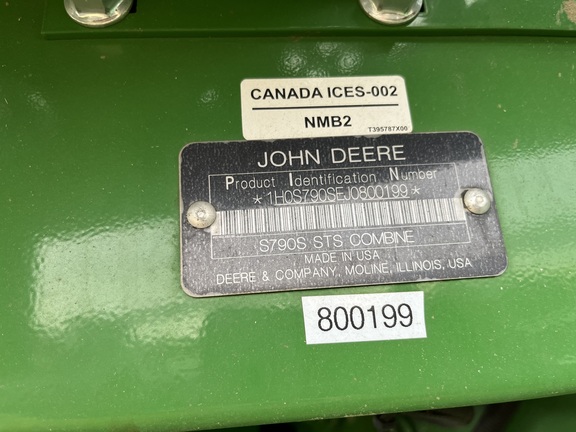 CANADA ICES-002
NMB2
T395787X00
JOHN DEERE
Product Identification Number
*1H0S790SEJ0800199*
S790S STS COMBINE
MADE IN USA
DEERE & COMPANY, MOLINE, ILLINOIS, USA
800199